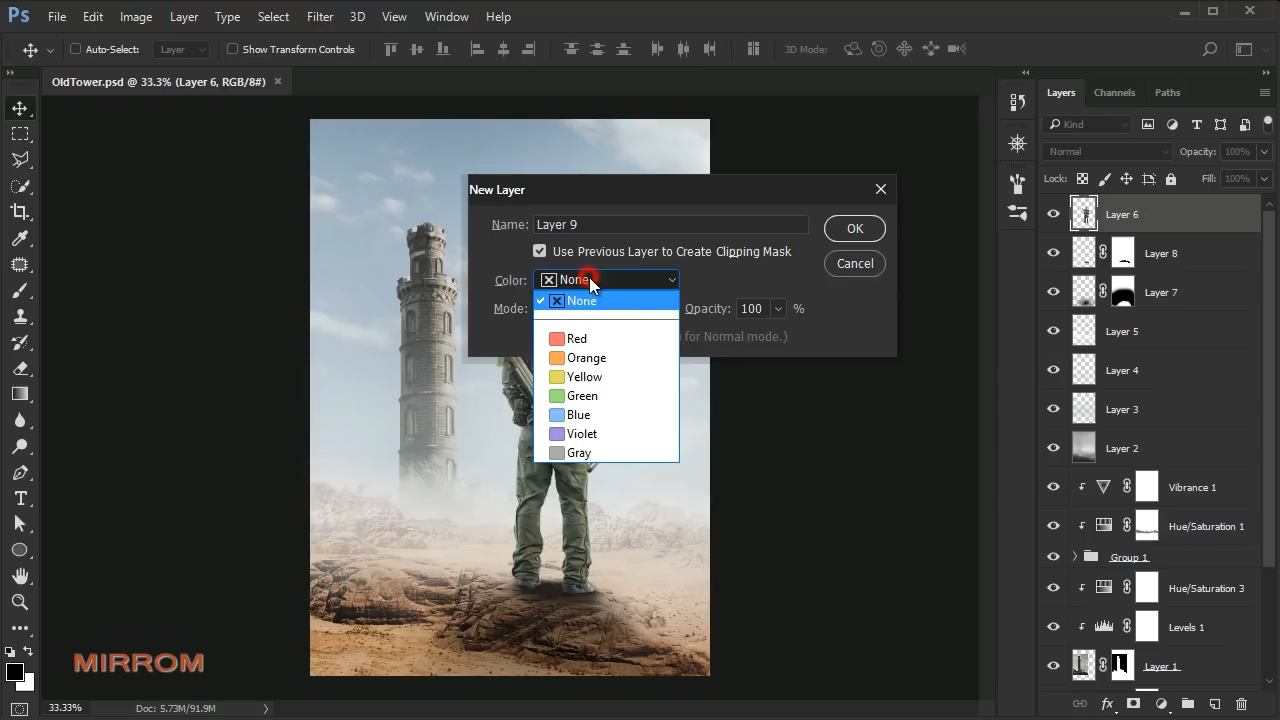 Ps File Edit Image Layer Type Select Filter 3D View Window Help
Auto-Select: Layer Show Transform Controls 3D Mode:
OldTower.psd @ 33.3% (Layer 6, RGB/8#)
New Layer
Name: Layer 9
OK
Use Previous Layer to Create Clipping Mask
Cancel
Color: None
None
Mode:
Opacity: 100 %
for Normal mode.)
Red
Orange
Yellow
Green
Blue
Violet
Gray
Layers Channels Paths
Kind
Normal Opacity: 100%
Lock: Fill: 100%
Layer 6
Layer 8
Layer 7
Layer 5
Layer 4
Layer 3
Layer 2
Vibrance 1
Hue/Saturation 1
Group 1
Hue/Saturation 3
Levels 1
Layer 1
MIRROM
33.33% Doc: 5.73M/91.9M